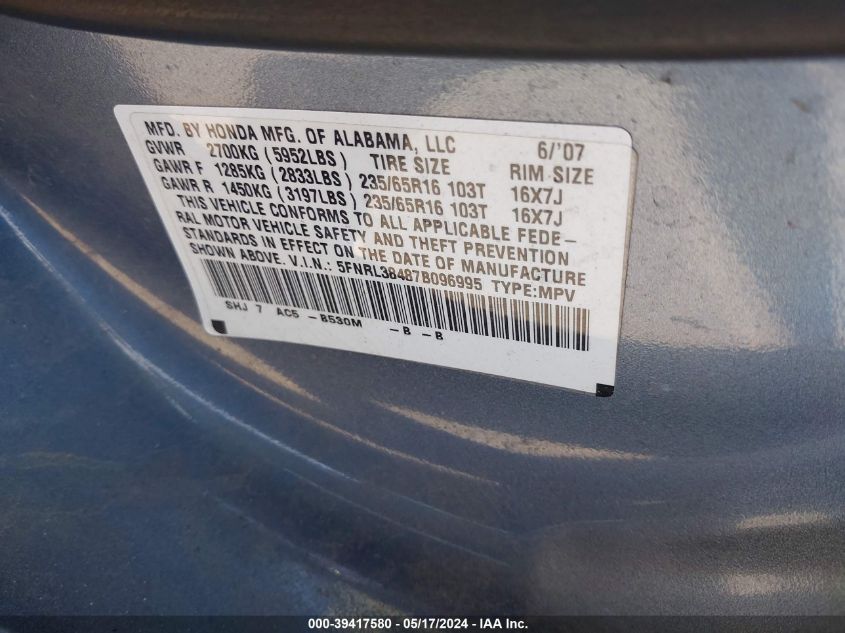 MFD. BY HONDA MFG. OF ALABAMA, LLC 6/'07
GVWR 2700KG (5952LBS) TIRE SIZE RIM SIZE
GAWR F 1285KG (2833LBS) 235/65R16 103T 16X7J
GAWR R 1450KG (3197LBS) 235/65R16 103T 16X7J
THIS VEHICLE CONFORMS TO ALL APPLICABLE FEDE-
RAL MOTOR VEHICLE SAFETY AND THEFT PREVENTION
STANDARDS IN EFFECT ON THE DATE OF MANUFACTURE
SHOWN ABOVE. V.I.N.: 5FNRL38487B096995 TYPE:MPV
SHJ 7 AC5 -B530M -B -B
000-39417580 - 05/17/2024 - IAA Inc.